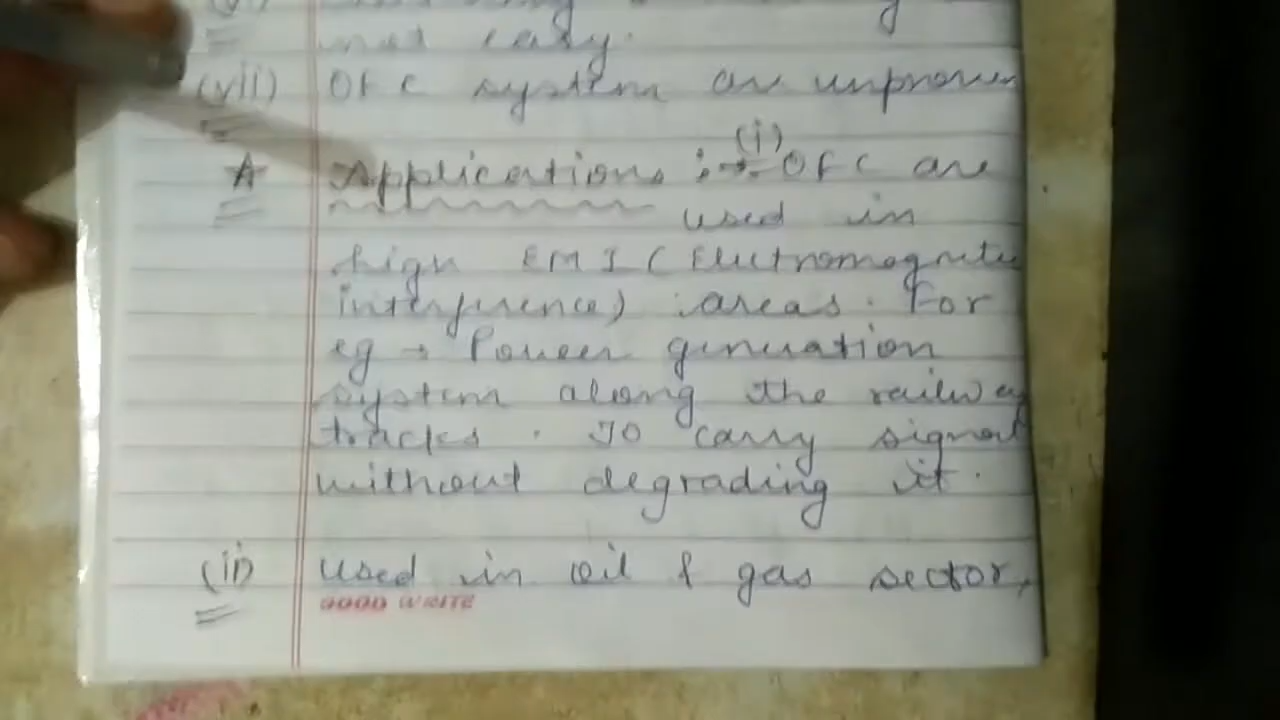 not easy.
(vii) OFC system are unproven
☆ Applications :→ (i) OFC are
used in
high EMI (Electromagnetic
interference) areas. For
eg → Power generation
system along the railway
tracks. To carry signal
without degrading it.
(ii) used in oil & gas sector,
GOOD WRITE